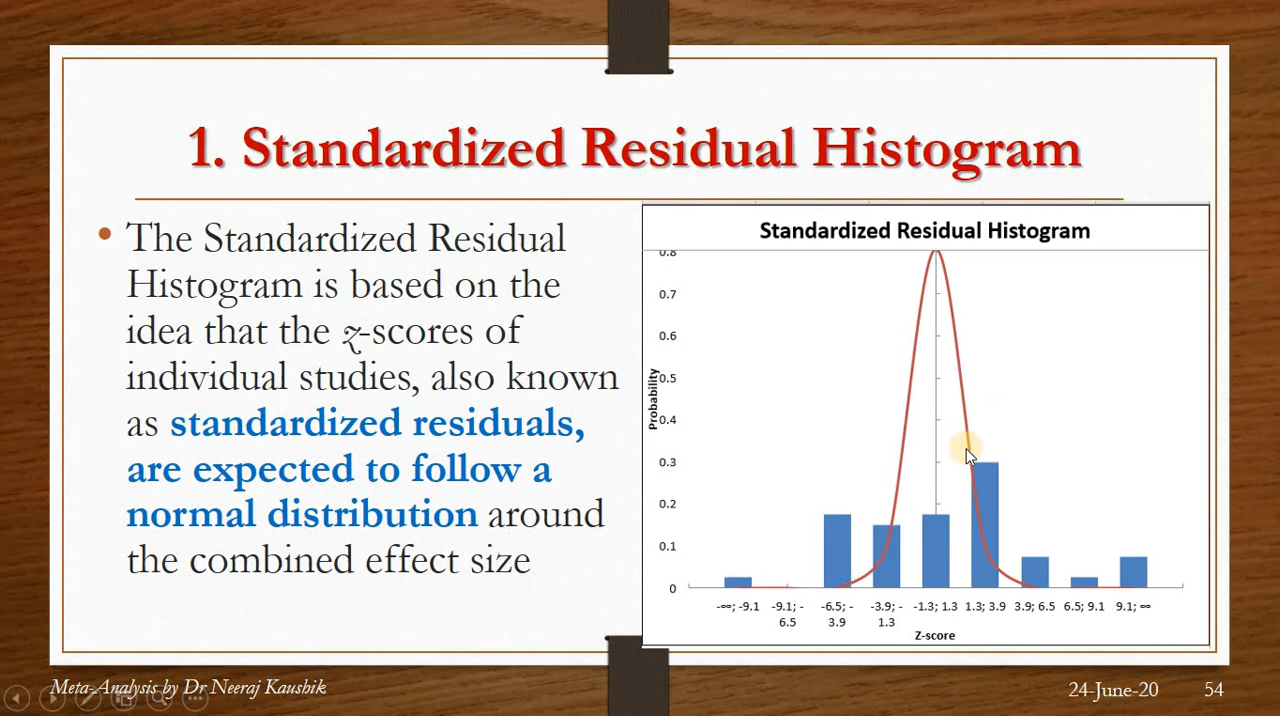 1. Standardized Residual Histogram
• The Standardized Residual
Histogram is based on the
idea that the z-scores of
individual studies, also known
as standardized residuals,
are expected to follow a
normal distribution around
the combined effect size
Standardized Residual Histogram
0.8
0.7
0.6
0.5
0.4
0.3
0.2
0.1
0
Probability
-∞; -9.1 -9.1; - -6.5; - -3.9; - -1.3; 1.3 1.3; 3.9 3.9; 6.5 6.5; 9.1 9.1; ∞
6.5 3.9 1.3
Z-score
Meta-Analysis by Dr Neeraj Kaushik
24-June-20 54